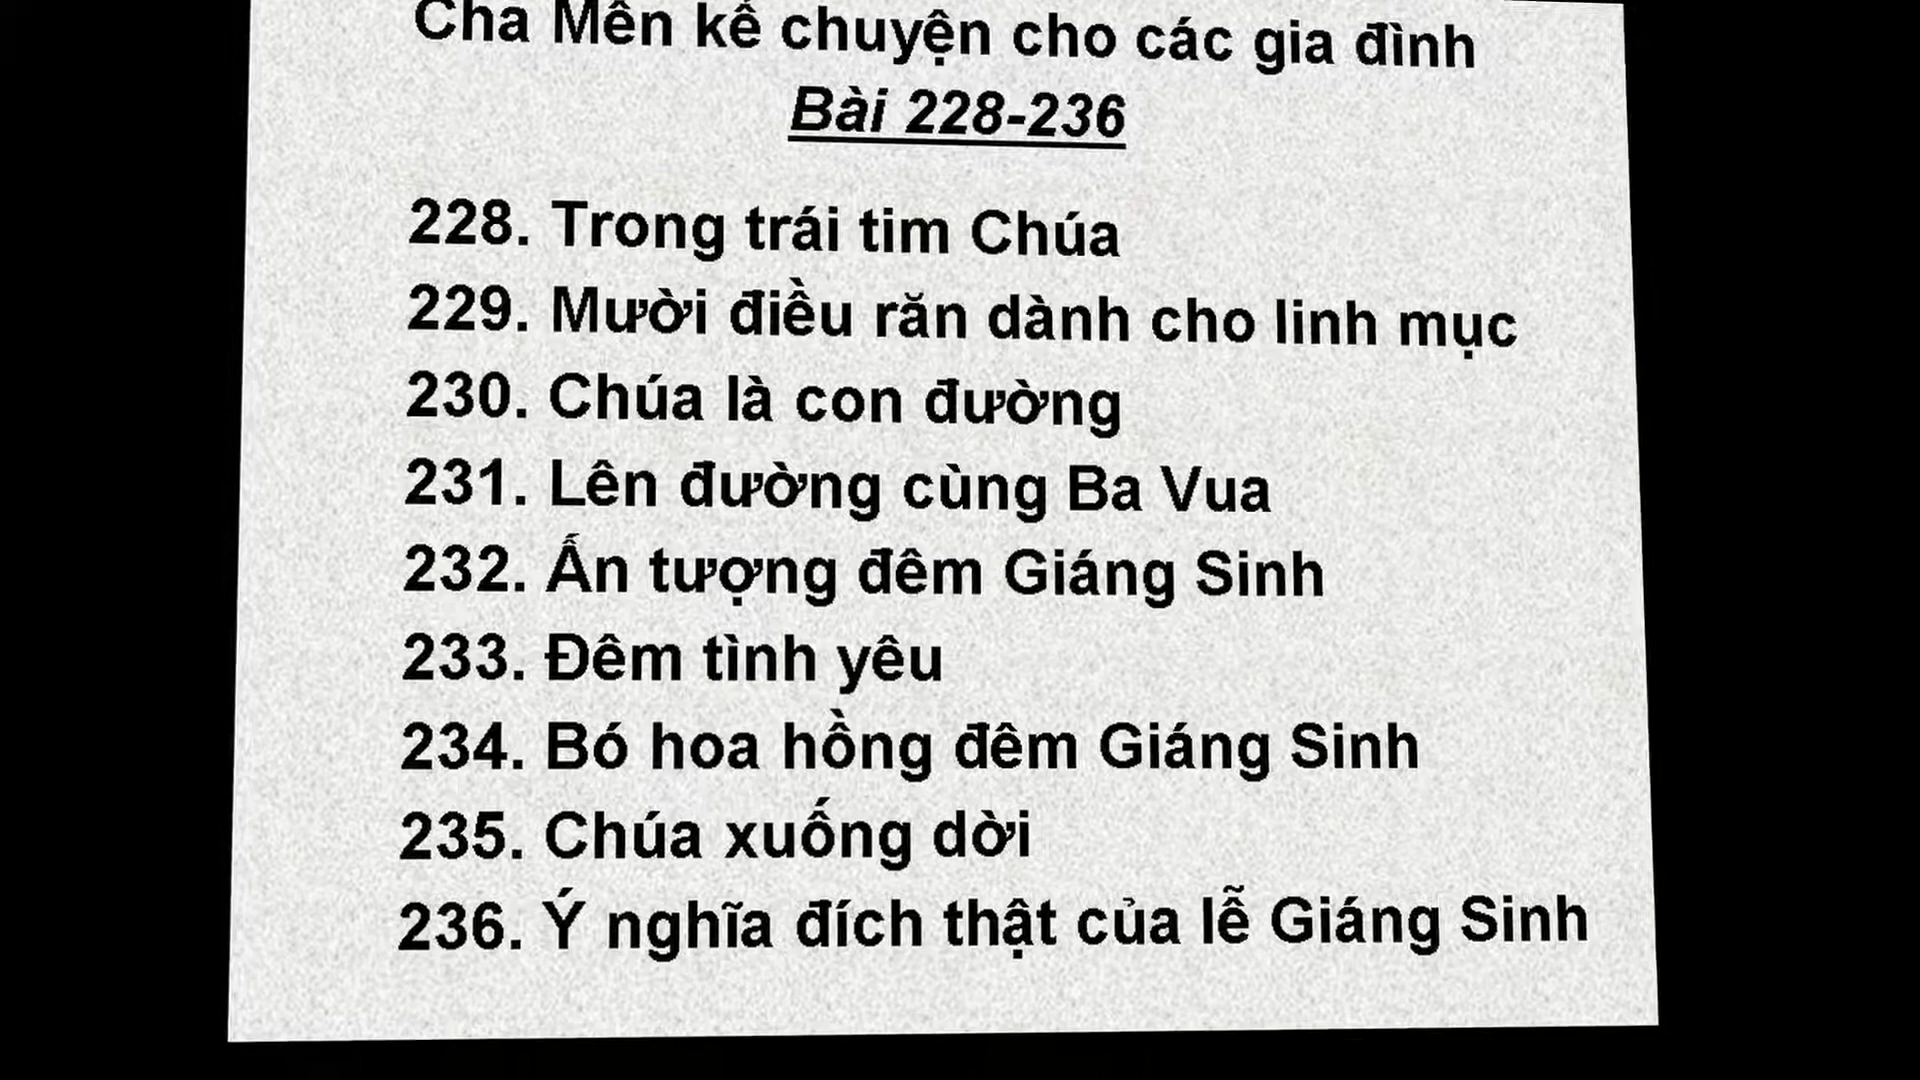 Cha Mên kể chuyện cho các gia đình
Bài 228-236
228. Trong trái tim Chúa
229. Mười điều răn dành cho linh mục
230. Chúa là con đường
231. Lên đường cùng Ba Vua
232. Ấn tượng đêm Giáng Sinh
233. Đêm tình yêu
234. Bó hoa hồng đêm Giáng Sinh
235. Chúa xuống dời
236. Ý nghĩa đích thật của lễ Giáng Sinh